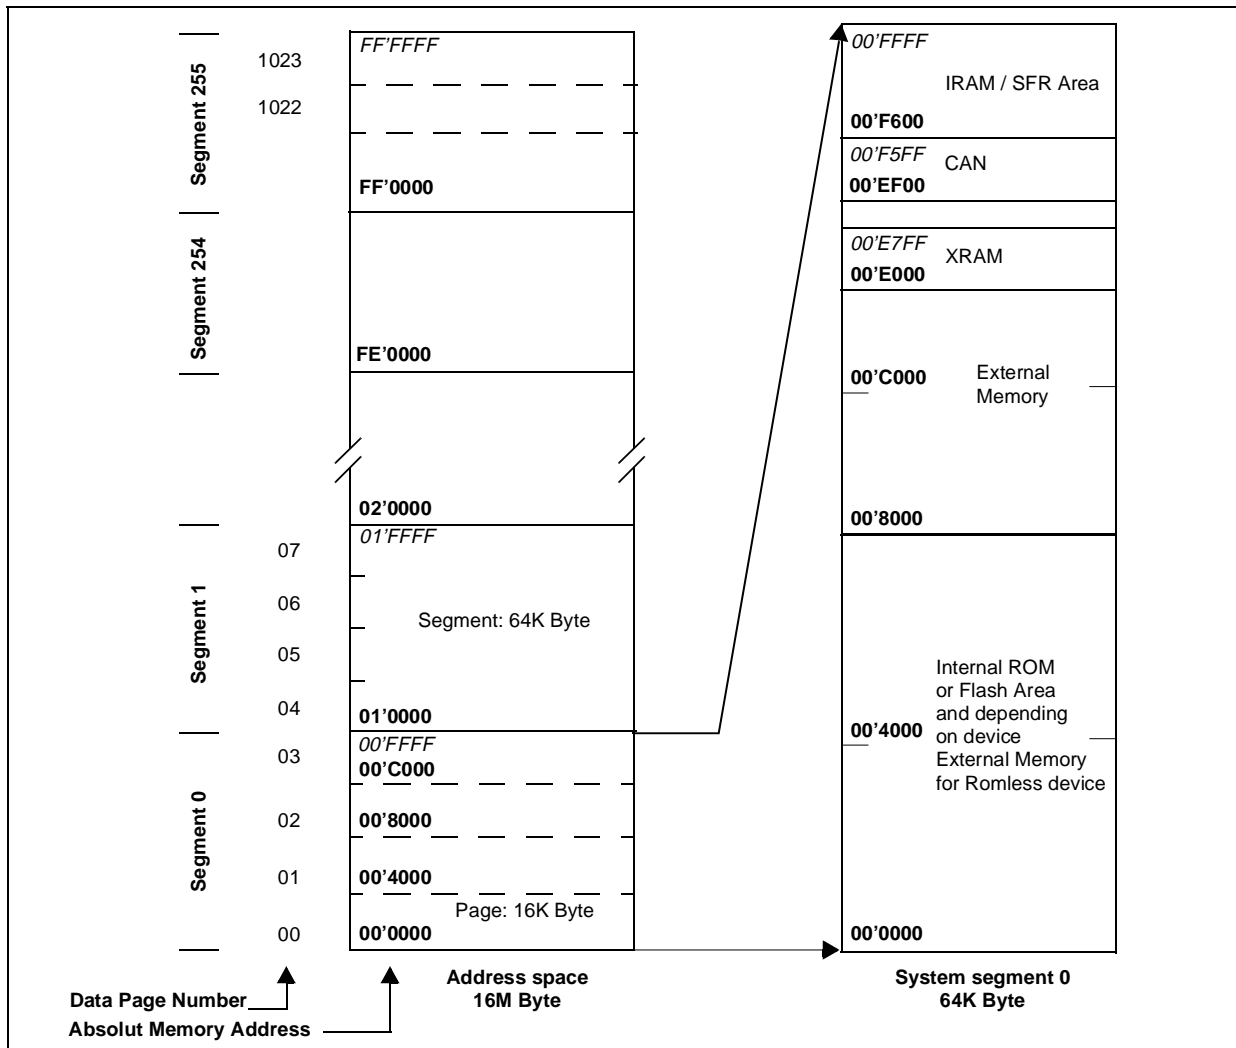 Segment 255
1023
1022
FF'FFFF
FF'0000
Segment 254
FE'0000
02'0000
Segment 1
07
06
05
04
01'FFFF
Segment: 64K Byte
01'0000
Segment 0
03
02
01
00
00'FFFF
00'C000
00'8000
00'4000
Page: 16K Byte
00'0000
Data Page Number
Absolut Memory Address
Address space
16M Byte
00'FFFF
IRAM / SFR Area
00'F600
00'F5FF
CAN
00'EF00
00'E7FF
XRAM
00'E000
00'C000
External
Memory
00'8000
Internal ROM
or Flash Area
and depending
00'4000
on device
External Memory
for Romless device
00'0000
System segment 0
64K Byte